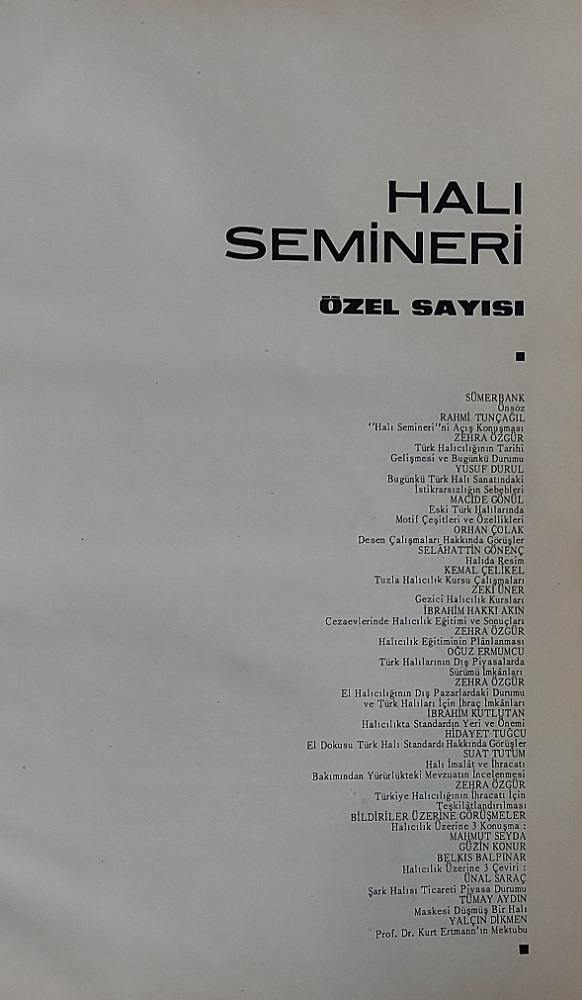 HALI
SEMİNERİ
ÖZEL SAYISI
SÜMERBANK
Önsöz
RAHMİ TUNÇAĞIL
"Halı Semineri"ni Açış Konuşması
ZEHRA ÖZGÜR
Türk Halıcılığının Tarihi
Gelişmesi ve Bugünkü Durumu
YUSUF DURUL
Bugünkü Türk Halı Sanatındaki
İstikrarsızlığın Sebebleri
MACİDE GÖNÜL
Eski Türk Halılarında
Motif Çeşitleri ve Özellikleri
ORHAN ÇOLAK
Desen Çalışmaları Hakkında Görüşler
SELÂHATTİN GÖNENÇ
Halıda Resim
KEMAL ÇELİKEL
Tuzla Halıcılık Kursu Çalışmaları
ZEKİ ÜNER
Gezici Halıcılık Kursları
İBRAHİM HAKKI AKIN
Cezaevlerinde Halıcılık Eğitimi ve Sonuçları
ZEHRA ÖZGÜR
Halıcılık Eğitiminin Plânlanması
OĞUZ ERMUMCU
Türk Halılarının Dış Piyasalarda
Sürümü İmkânları
ZEHRA ÖZGÜR
El Halıcılığının Dış Pazarlardaki Durumu
ve Türk Halıları İçin İhraç İmkânları
İBRAHİM KUTLUTAN
Halıcılıkta Standardın Yeri ve Önemi
HİDAYET TUĞCU
El Dokusu Türk Halı Standardı Hakkında Görüşler
SUAT TUTUM
Halı İmalât ve İhracatı
Bakımından Yürürlükteki Mevzuatın İncelenmesi
ZEHRA ÖZGÜR
Türkiye Halıcılığının İhracatı İçin
Teşkilâtlandırılması
BİLDİRİLER ÜZERİNE GÖRÜŞMELER
Halıcılık Üzerine 3 Konuşma :
MAHMUT SEYDA
GÜZİN KONUR
BELKIS BALPINAR
Halıcılık Üzerine 3 Çeviri :
ÜNAL SARAÇ
Şark Halısı Ticareti Piyasa Durumu
TÜMAY AYDIN
Maskesi Düşmüş Bir Halı
YALÇIN DİKMEN
Prof. Dr. Kurt Ertmann'ın Mektubu